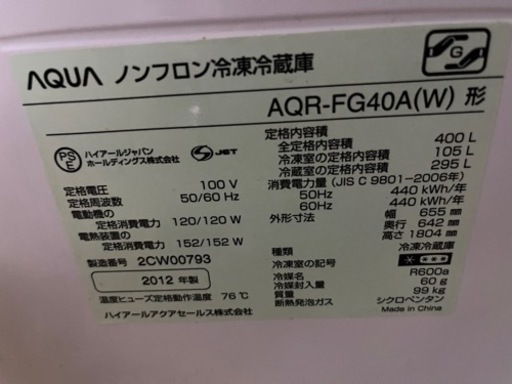 AQUA ノンフロン冷凍冷蔵庫
G
AQR-FG40A(W) 形
PS
E
ハイアールジャパン
ホールディングス株式会社
JET
定格電圧 100 V
定格周波数 50/60 Hz
電動機の
定格消費電力 120/120 W
電熱装置の
定格消費電力 152/152 W
製造番号 2CW00793
2012 年製
温度ヒューズ定格動作温度 76℃
ハイアールアクアセールス株式会社
定格内容積 400 L
全定格内容積
冷凍室の定格内容積 105 L
冷蔵室の定格内容積 295 L
消費電力量 (JIS C 9801-2006年)
50Hz 440 kWh/年
60Hz 440 kWh/年
外形寸法 幅 655 ㎜
奥行 642 ㎜
高さ 1804 ㎜
種類 冷凍冷蔵庫
冷凍室の記号
冷媒名 R600a
冷媒封入量 60 g
質量 99 kg
断熱発泡ガス シクロペンタン
Made in China